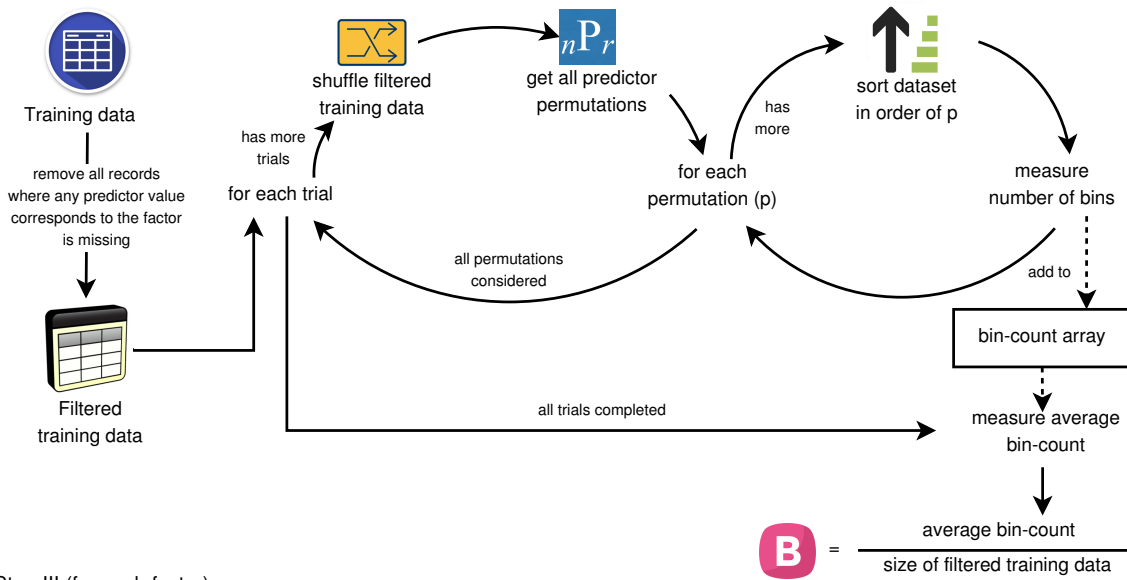 Training data
remove all records
where any predictor value
corresponds to the factor
is missing
Filtered
training data
for each trial
has more
trials
shuffle filtered
training data
nPr
get all predictor
permutations
for each
permutation (p)
has
more
sort dataset
in order of p
measure
number of bins
all permutations
considered
add to
bin-count array
all trials completed
measure average
bin-count
B
=
average bin-count
size of filtered training data